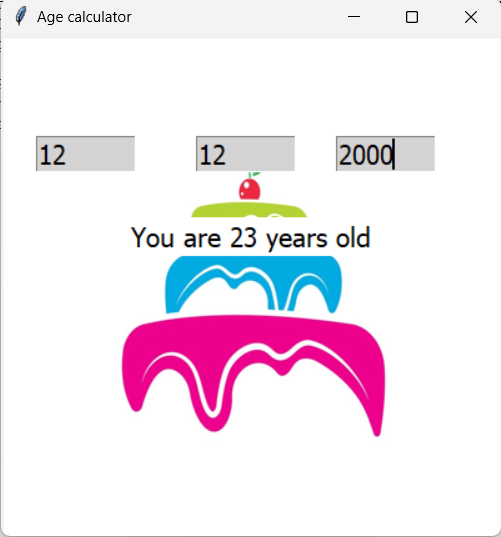 Age calculator
12 12 2000
You are 23 years old